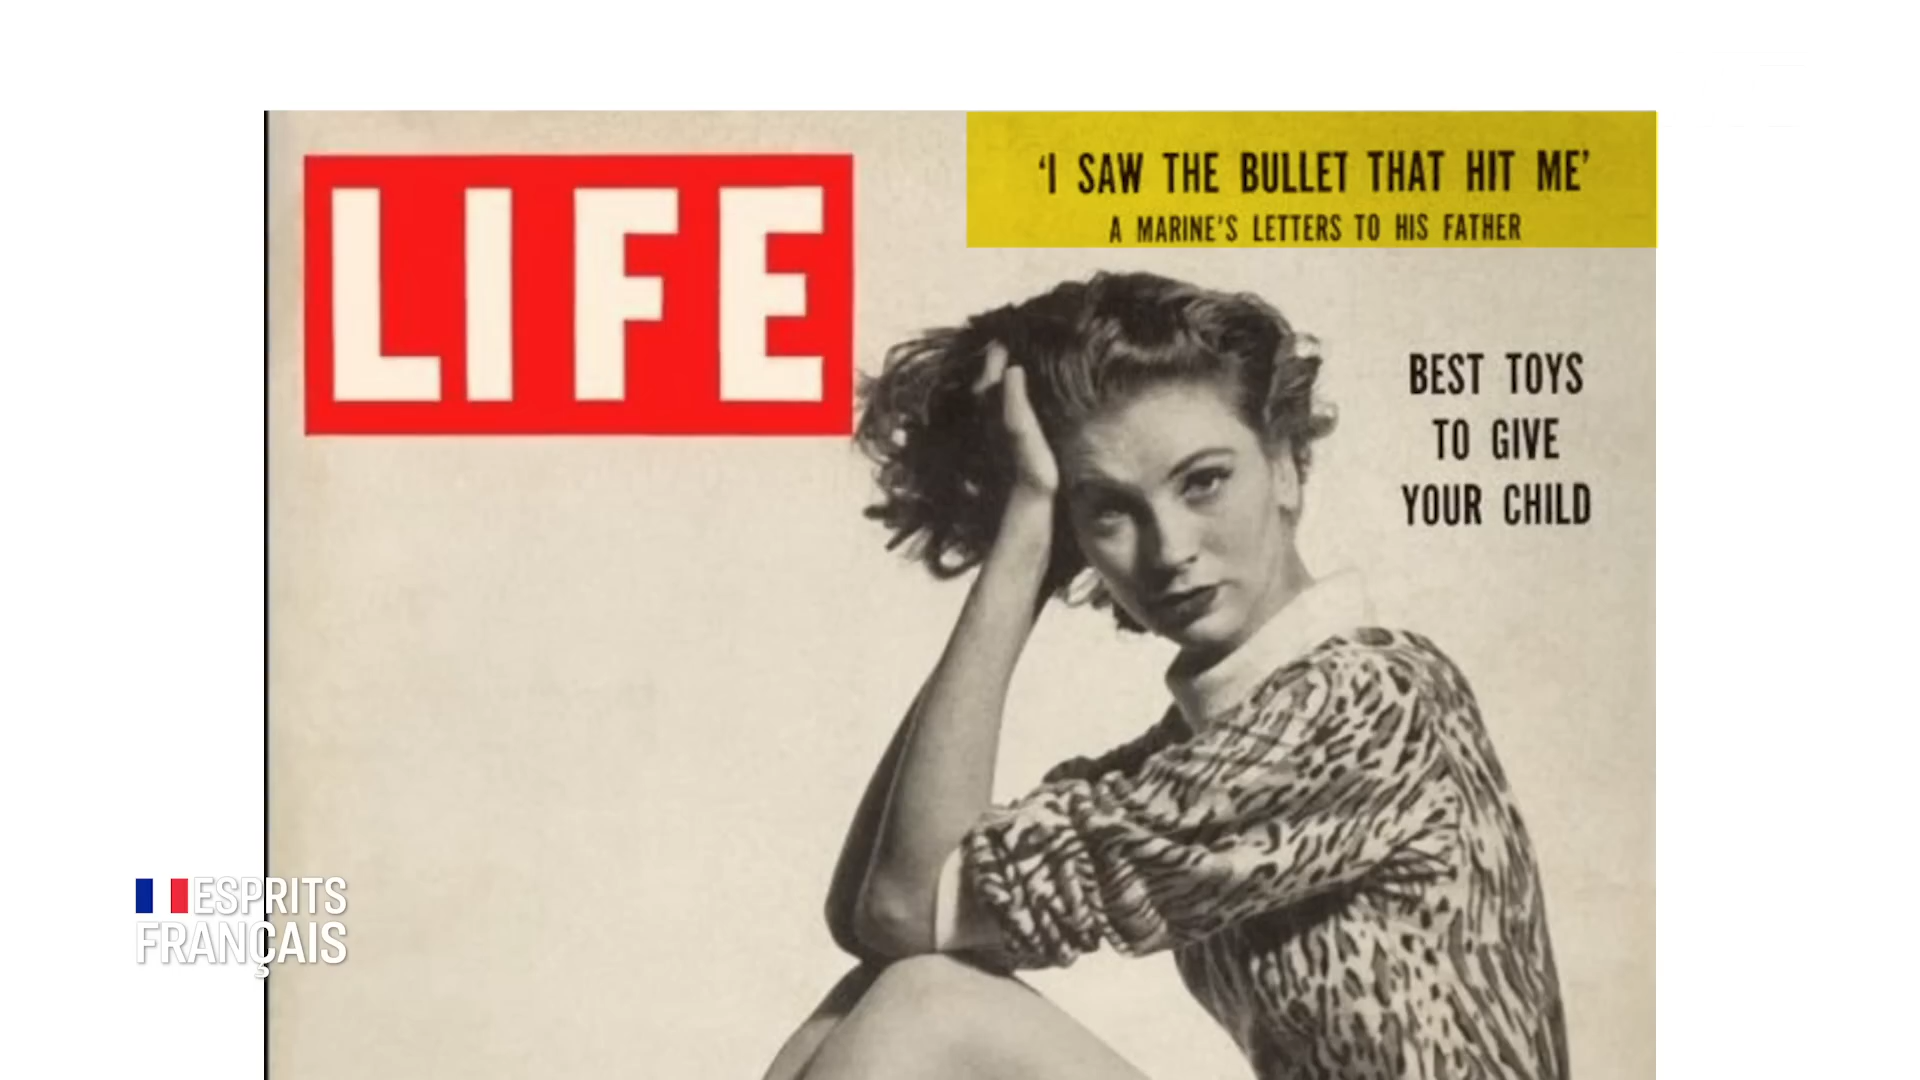 LIFE
'I SAW THE BULLET THAT HIT ME'
A MARINE'S LETTERS TO HIS FATHER
BEST TOYS
TO GIVE
YOUR CHILD
ESPRITS
FRANÇAIS